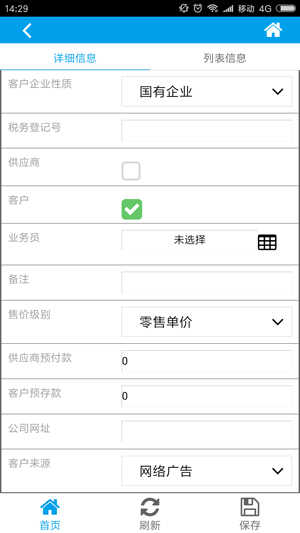 14:29 移动 4G
详细信息 列表信息
客户企业性质 国有企业
税务登记号
供应商
客户
业务员 未选择
备注
售价级别 零售单价
供应商预付款 0
客户预存款 0
公司网址
客户来源 网络广告
首页 刷新 保存